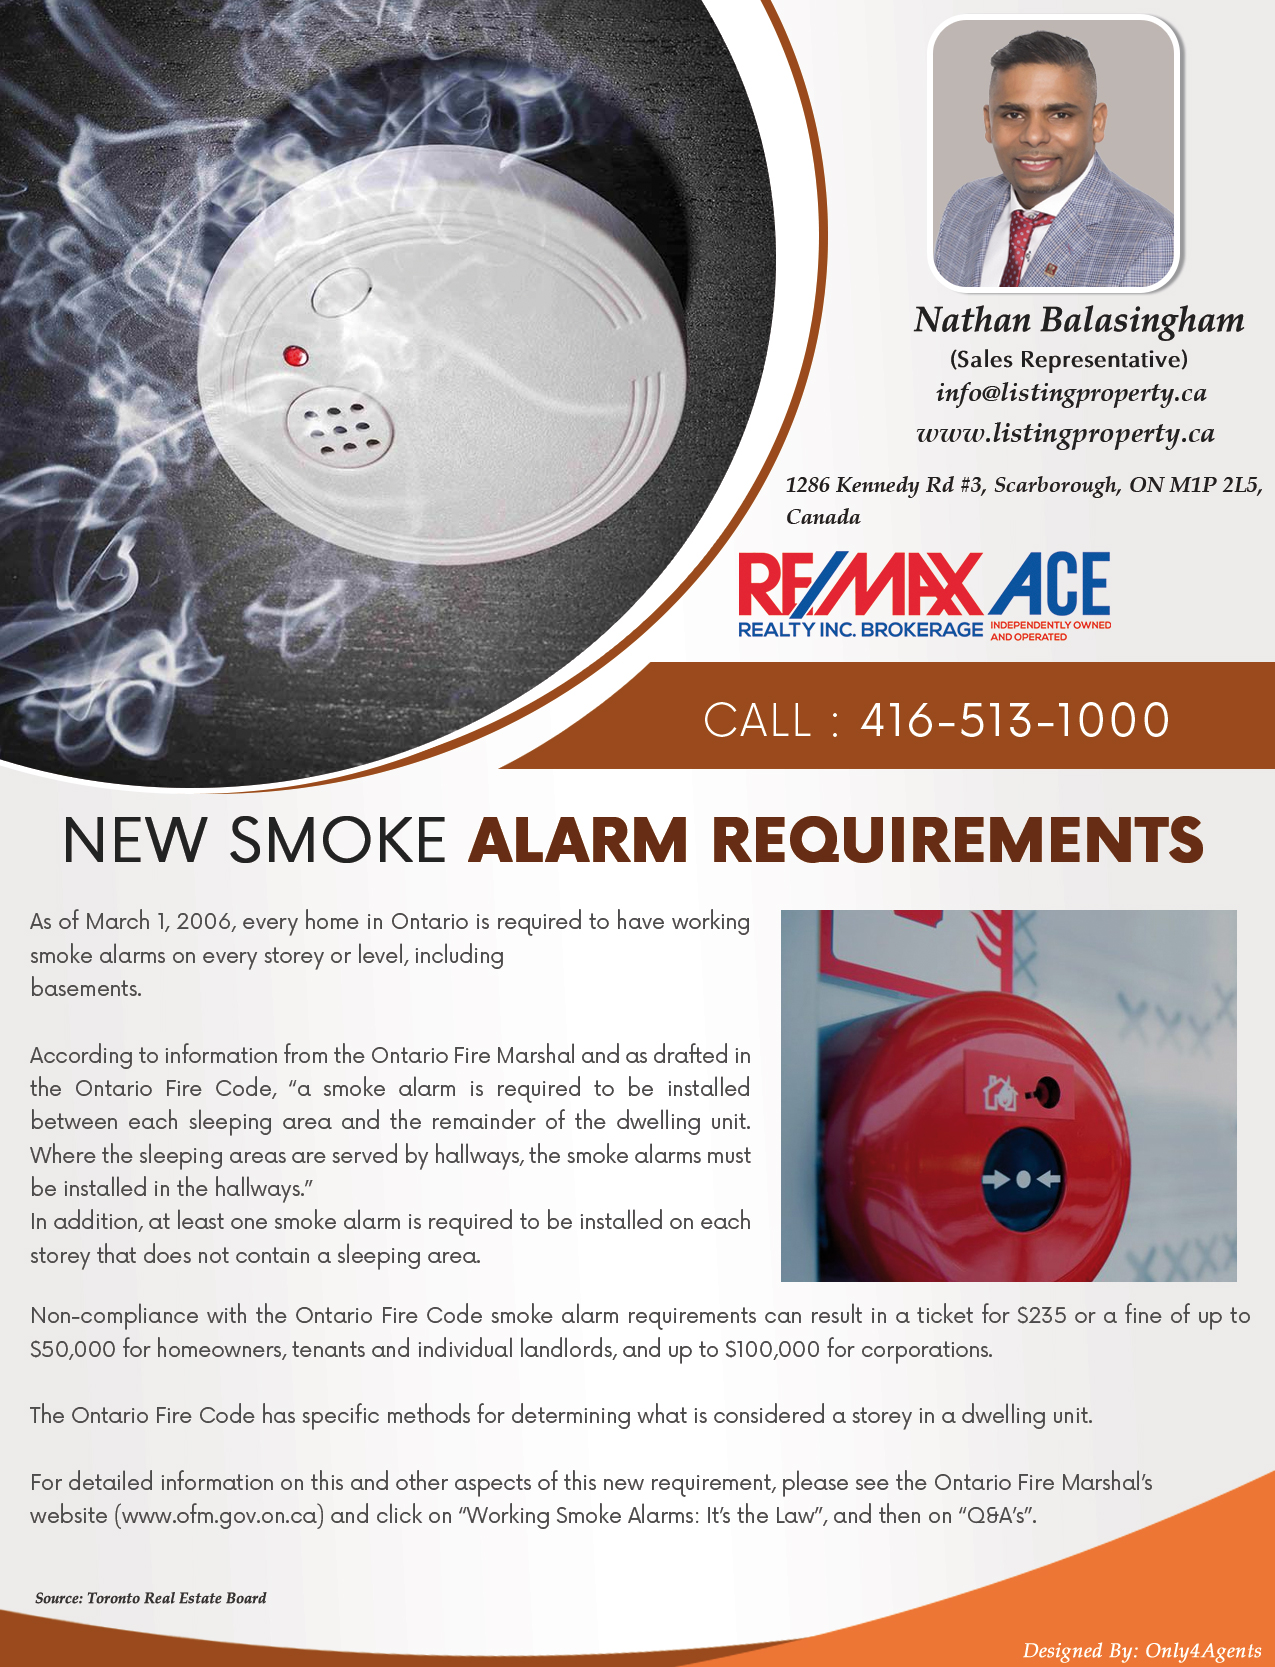 Nathan Balasingham
(Sales Representative)
info@listingproperty.ca
www.listingproperty.ca
1286 Kennedy Rd #3, Scarborough, ON M1P 2L5,
Canada
RE/MAX ACE
REALTY INC. BROKERAGE INDEPENDENTLY OWNED
AND OPERATED
CALL : 416-513-1000
NEW SMOKE ALARM REQUIREMENTS
As of March 1, 2006, every home in Ontario is required to have working
smoke alarms on every storey or level, including
basements.
According to information from the Ontario Fire Marshal and as drafted in
the Ontario Fire Code, “a smoke alarm is required to be installed
between each sleeping area and the remainder of the dwelling unit.
Where the sleeping areas are served by hallways, the smoke alarms must
be installed in the hallways.”
In addition, at least one smoke alarm is required to be installed on each
storey that does not contain a sleeping area.
Non-compliance with the Ontario Fire Code smoke alarm requirements can result in a ticket for $235 or a fine of up to
$50,000 for homeowners, tenants and individual landlords, and up to $100,000 for corporations.
The Ontario Fire Code has specific methods for determining what is considered a storey in a dwelling unit.
For detailed information on this and other aspects of this new requirement, please see the Ontario Fire Marshal’s
website (www.ofm.gov.on.ca) and click on “Working Smoke Alarms: It’s the Law”, and then on “Q&A’s”.
Source: Toronto Real Estate Board
Designed By: Only4Agents